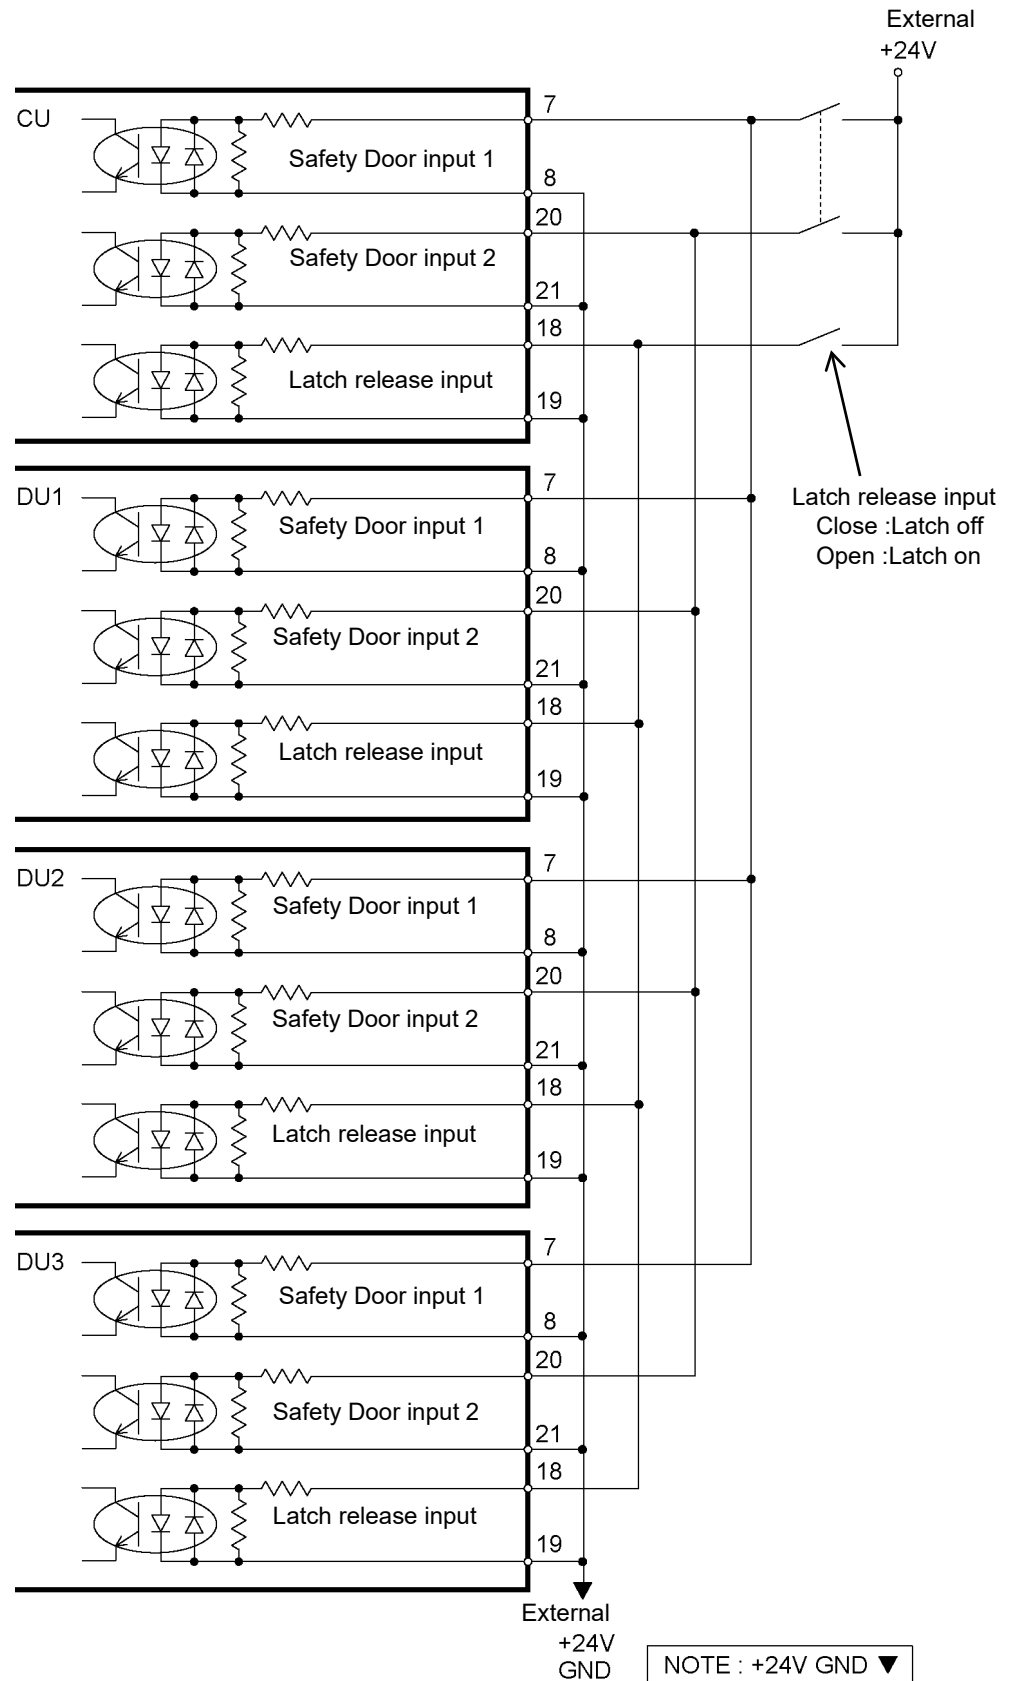 External
+24V
CU
7
Safety Door input 1
8
20
Safety Door input 2
21
18
Latch release input
19
Latch release input
Close :Latch off
Open :Latch on
DU1
7
Safety Door input 1
8
20
Safety Door input 2
21
18
Latch release input
19
DU2
7
Safety Door input 1
8
20
Safety Door input 2
21
18
Latch release input
19
DU3
7
Safety Door input 1
8
20
Safety Door input 2
21
18
Latch release input
19
External
+24V
GND
NOTE : +24V GND ▼